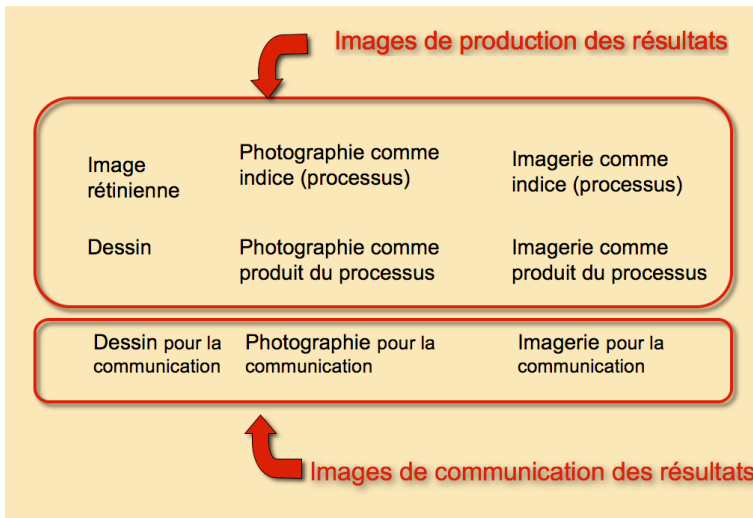 Images de production des résultats
Image
rétinienne
Photographie comme
indice (processus)
Imagerie comme
indice (processus)
Dessin
Photographie comme
produit du processus
Imagerie comme
produit du processus
Dessin pour la
communication
Photographie pour la
communication
Imagerie pour la
communication
Images de communication des résultats